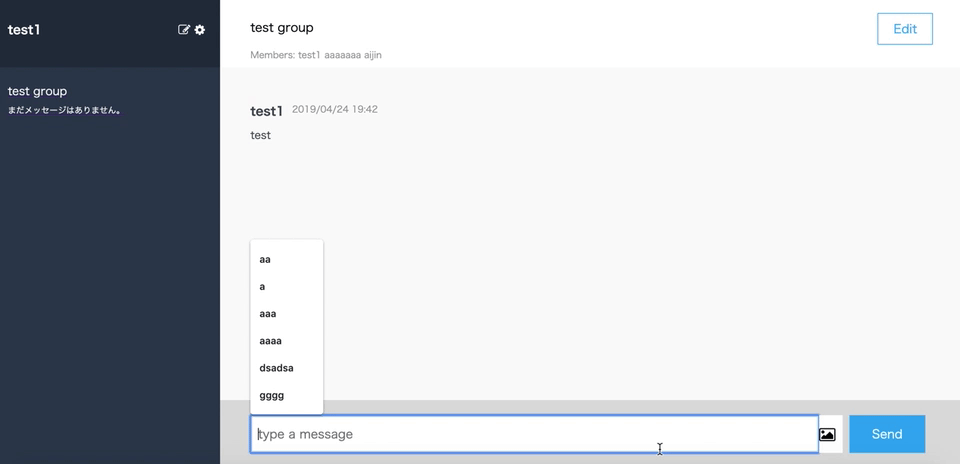 test1
test group
まだメッセージはありません。
test group
Edit
Members: test1 aaaaaaa aijin
test1 2019/04/24 19:42
test
aa
a
aaa
aaaa
dsadsa
gggg
type a message
Send